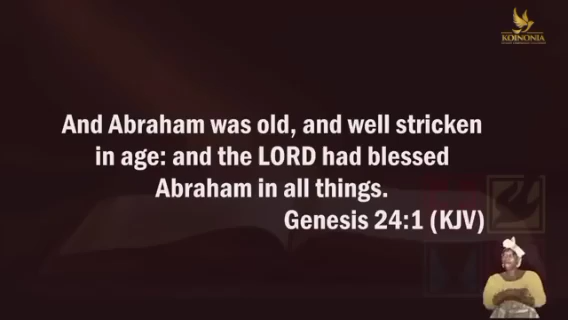 KOINONIA
And Abraham was old, and well stricken
in age: and the LORD had blessed
Abraham in all things.
Genesis 24:1 (KJV)